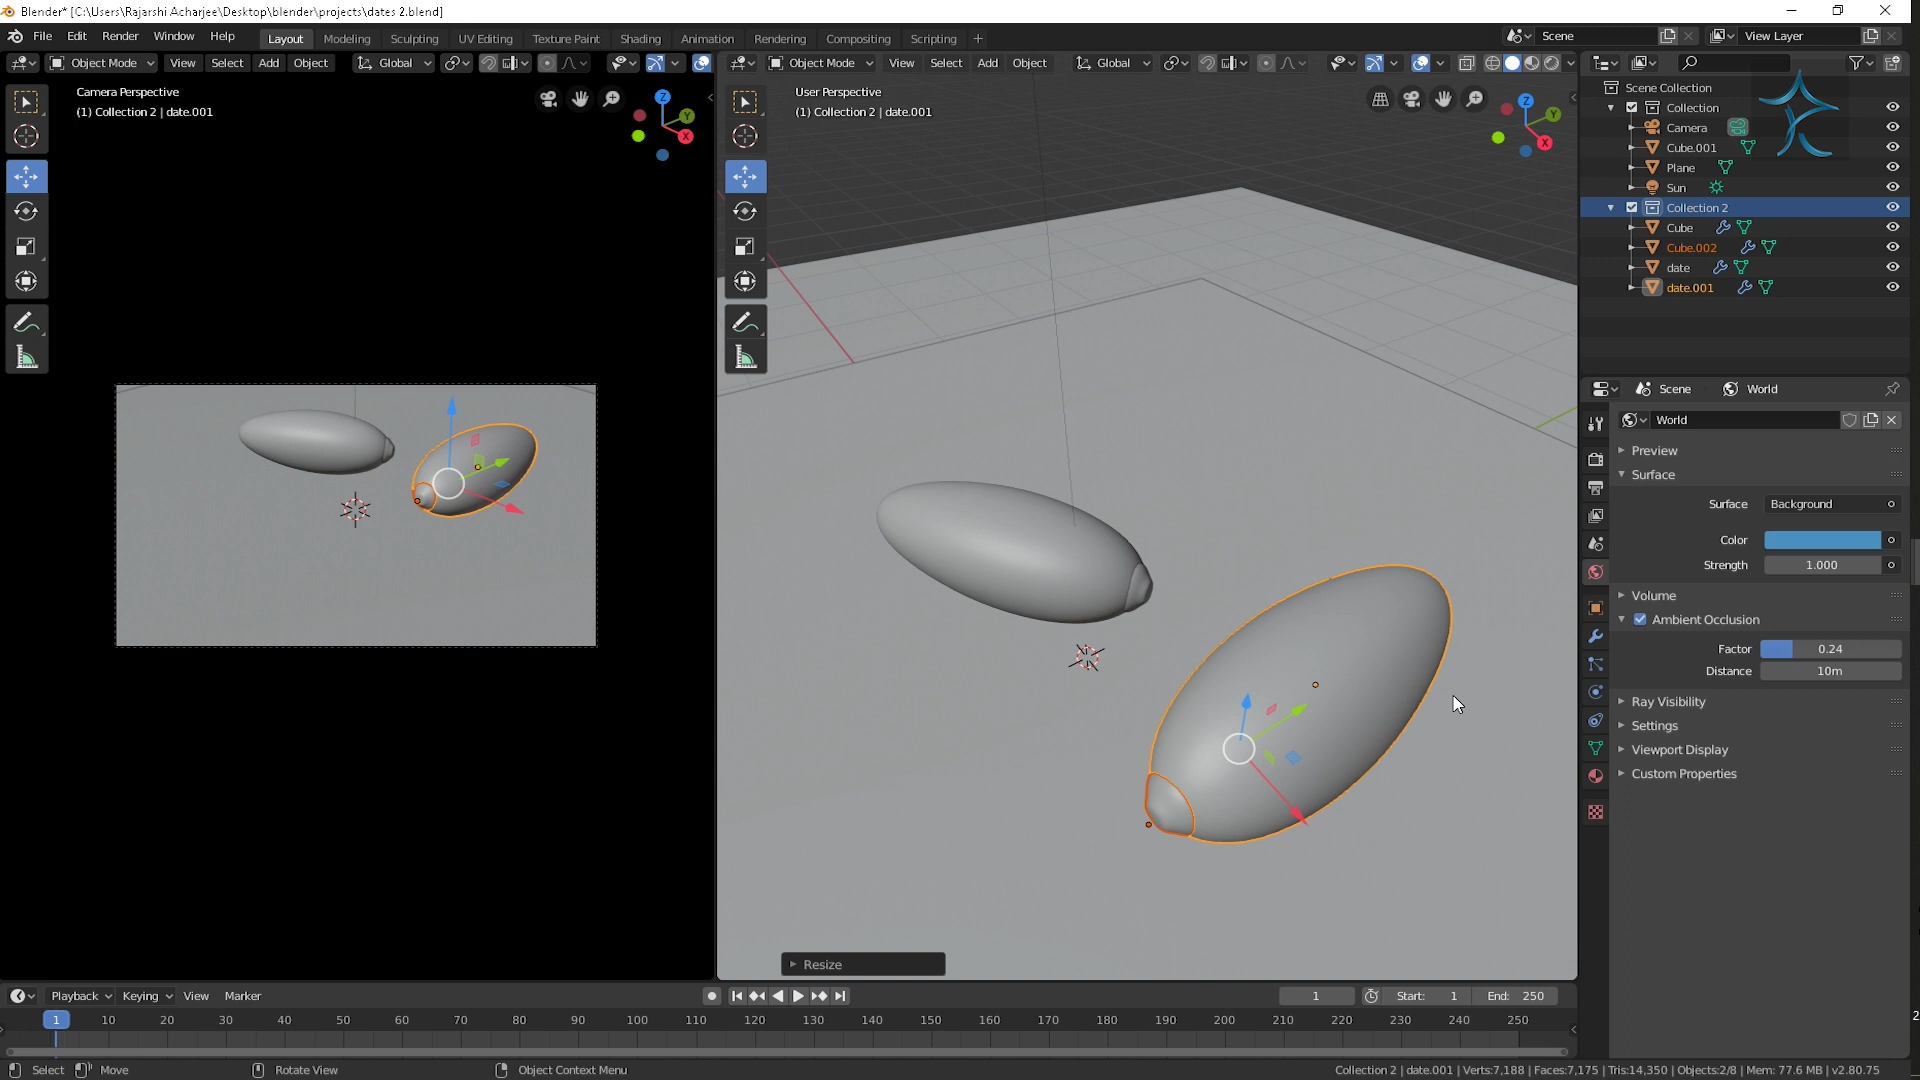 Blender* [C:\Users\Rajarshi Acharjee\Desktop\blender\projects\dates 2.blend]
File Edit Render Window Help Layout Modeling Sculpting UV Editing Texture Paint Shading Animation Rendering Compositing Scripting + Scene View Layer
Object Mode View Select Add Object Global
Object Mode View Select Add Object Global
Camera Perspective
(1) Collection 2 | date.001
Z
Y
X
User Perspective
(1) Collection 2 | date.001
Z
Y
X
Scene Collection
Collection
Camera
Cube.001
Plane
Sun
Collection 2
Cube
Cube.002
date
date.001
Scene World
World
Preview
Surface
Surface Background
Color
Strength 1.000
Volume
Ambient Occlusion
Factor 0.24
Distance 10m
Ray Visibility
Settings
Viewport Display
Custom Properties
Resize
Playback Keying View Marker 1 Start: 1 End: 250
1 10 20 30 40 50 60 70 80 90 100 110 120 130 140 150 160 170 180 190 200 210 220 230 240 250
2
Select Move Rotate View Object Context Menu Collection 2 | date.001 | Verts:7,188 | Faces:7,175 | Tris:14,350 | Objects:2/8 | Mem: 77.6 MB | v2.80.75